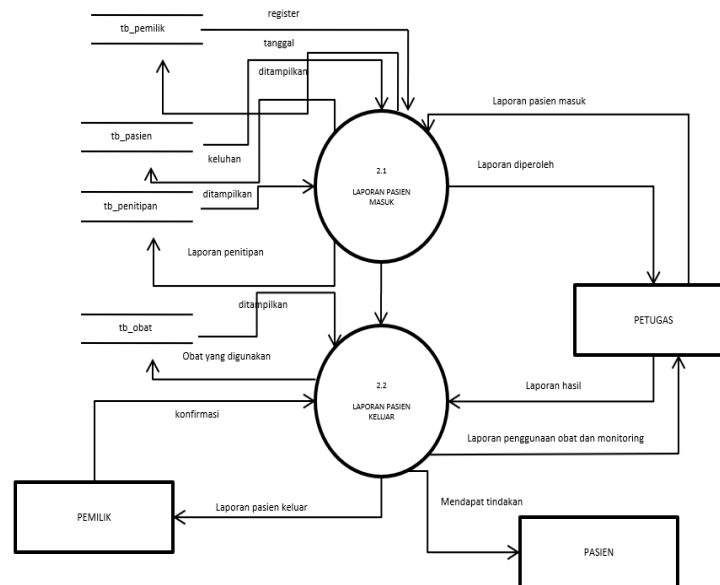 register
tb_pemilik
tanggal
ditampilkan
Laporan pasien masuk
tb_pasien
keluhan
2.1
LAPORAN PASIEN
MASUK
Laporan diperoleh
ditampilkan
tb_penitipan
Laporan penitipan
ditampilkan
tb_obat
PETUGAS
Obat yang digunakan
2.2
LAPORAN PASIEN
KELUAR
Laporan hasil
konfirmasi
Laporan penggunaan obat dan monitoring
PEMILIK
Laporan pasien keluar
Mendapat tindakan
PASIEN